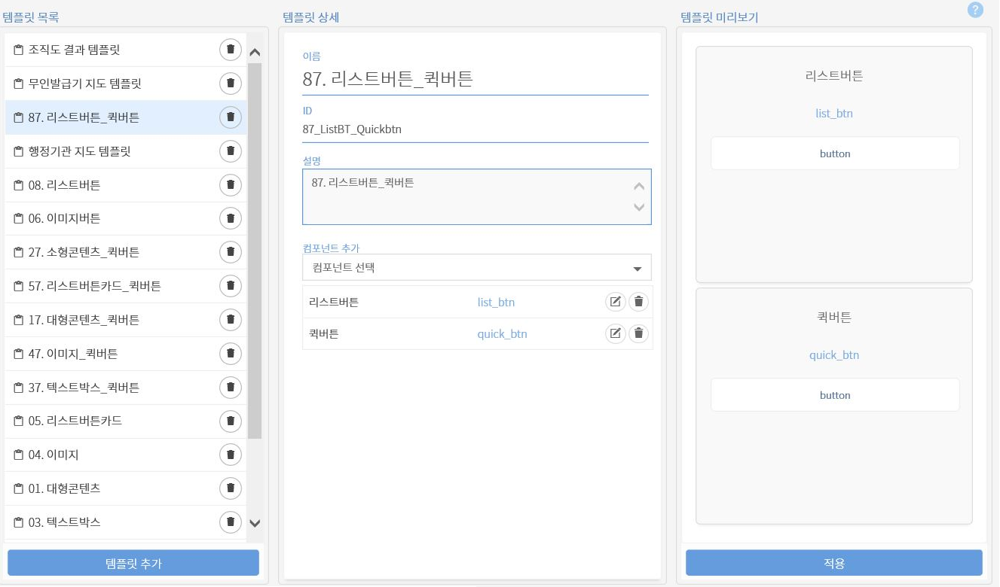 템플릿 목록
조직도 결과 템플릿
무인발급기 지도 템플릿
87. 리스트버튼_퀵버튼
행정기관 지도 템플릿
08. 리스트버튼
06. 이미지버튼
27. 소형콘텐츠_퀵버튼
57. 리스트버튼카드_퀵버튼
17. 대형콘텐츠_퀵버튼
47. 이미지_퀵버튼
37. 텍스트박스_퀵버튼
05. 리스트버튼카드
04. 이미지
01. 대형콘텐츠
03. 텍스트박스
템플릿 추가
템플릿 상세
이름
87. 리스트버튼_퀵버튼
ID
87_ListBT_Quickbtn
설명
87. 리스트버튼_퀵버튼
컴포넌트 추가
컴포넌트 선택
리스트버튼 list_btn
퀵버튼 quick_btn
템플릿 미리보기
?
리스트버튼
list_btn
button
퀵버튼
quick_btn
button
적용